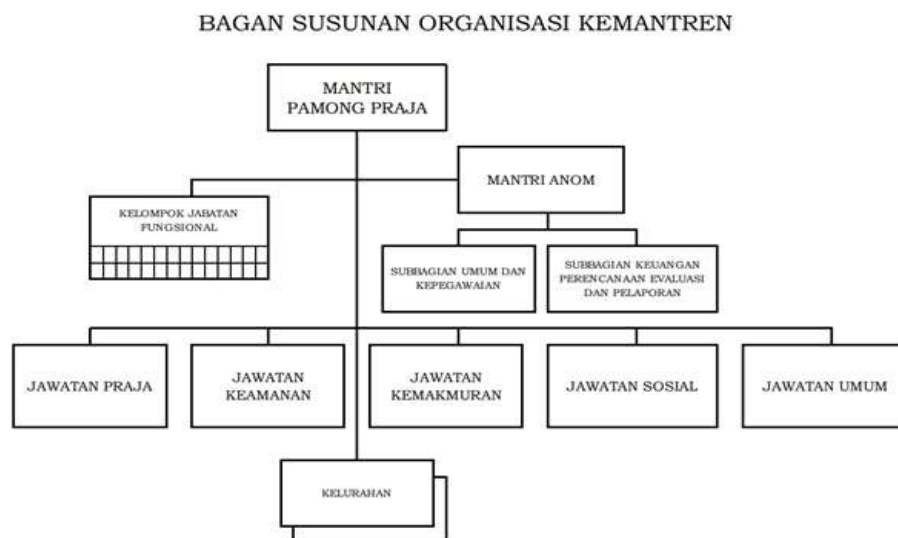 BAGAN SUSUNAN ORGANISASI KEMANTREN
MANTRI
PAMONG PRAJA
MANTRI ANOM
KELOMPOK JABATAN
FUNGSIONAL
SUBBAGIAN UMUM DAN
KEPEGAWAIAN
SUBBAGIAN KEUANGAN
PERENCANAAN EVALUASI
DAN PELAPORAN
JAWATAN PRAJA
JAWATAN
KEAMANAN
JAWATAN
KEMAKMURAN
JAWATAN SOSIAL
JAWATAN UMUM
KELURAHAN